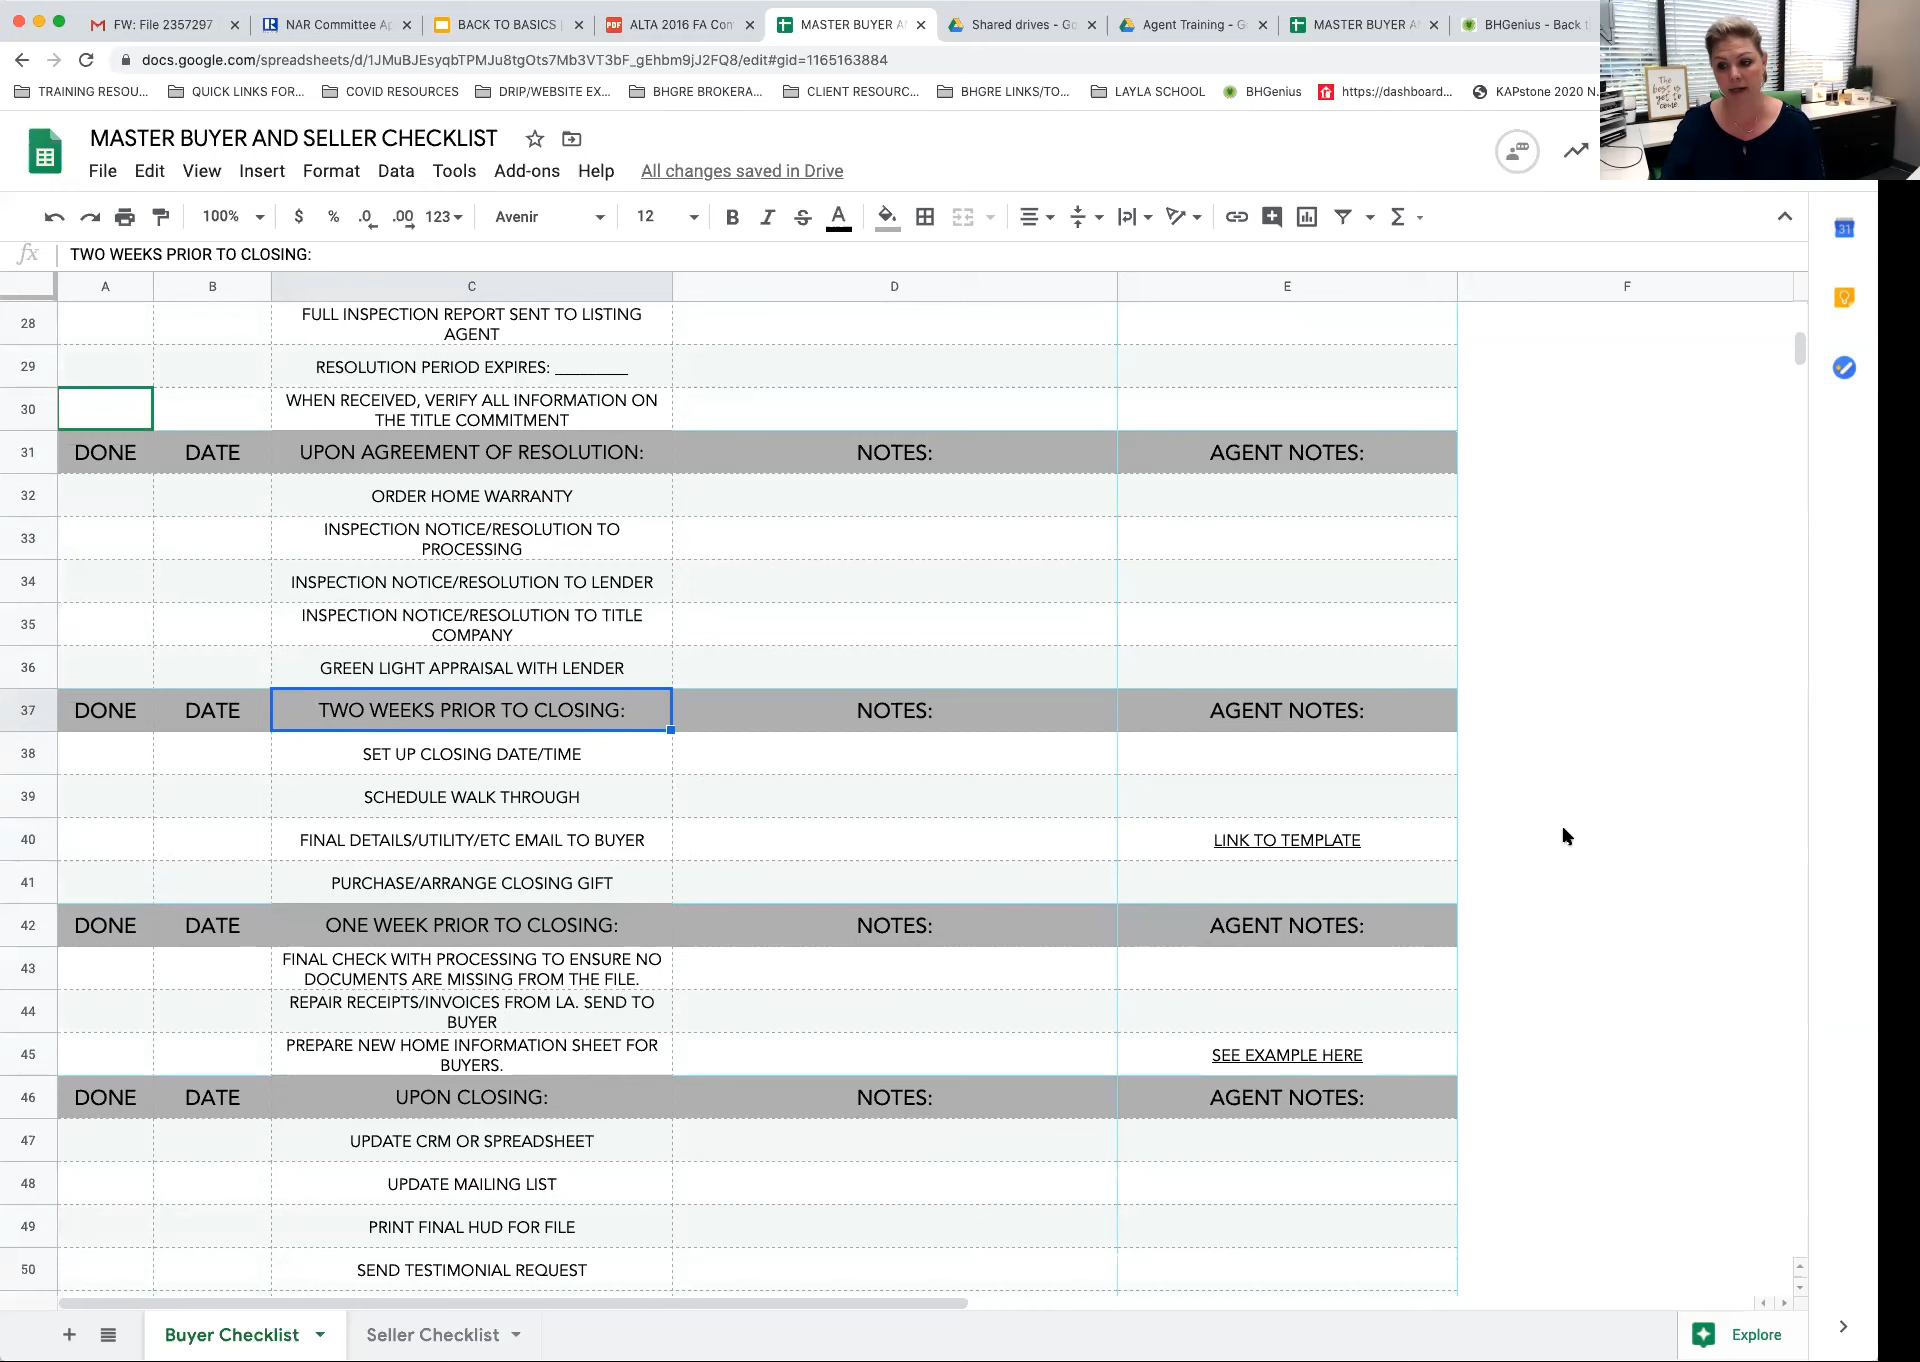 FW: File 2357297
NAR Committee Ap
BACK TO BASICS
ALTA 2016 FA Com
MASTER BUYER A
Shared drives - Go
Agent Training - G
MASTER BUYER A
BHGenius - Back t
docs.google.com/spreadsheets/d/1JMuBJEsyqbTPMJu8tgOts7Mb3VT3bF_gEhbm9jJ2FQ8/edit#gid=1165163884
TRAINING RESOU...
QUICK LINKS FOR...
COVID RESOURCES
DRIP/WEBSITE EX...
BHGRE BROKERA...
CLIENT RESOURC...
BHGRE LINKS/TO...
LAYLA SCHOOL
BHGenius
https://dashboard...
KAPstone 2020 N
The
best is
yet to
come.
MASTER BUYER AND SELLER CHECKLIST
File Edit View Insert Format Data Tools Add-ons Help All changes saved in Drive
100% $ % .0 .00 123 Avenir 12 B I S A
31
fx TWO WEEKS PRIOR TO CLOSING:
A B C D E F
28 FULL INSPECTION REPORT SENT TO LISTING
AGENT
29 RESOLUTION PERIOD EXPIRES: _________
30 WHEN RECEIVED, VERIFY ALL INFORMATION ON
THE TITLE COMMITMENT
31 DONE DATE UPON AGREEMENT OF RESOLUTION: NOTES: AGENT NOTES:
32 ORDER HOME WARRANTY
33 INSPECTION NOTICE/RESOLUTION TO
PROCESSING
34 INSPECTION NOTICE/RESOLUTION TO LENDER
35 INSPECTION NOTICE/RESOLUTION TO TITLE
COMPANY
36 GREEN LIGHT APPRAISAL WITH LENDER
37 DONE DATE TWO WEEKS PRIOR TO CLOSING: NOTES: AGENT NOTES:
38 SET UP CLOSING DATE/TIME
39 SCHEDULE WALK THROUGH
40 FINAL DETAILS/UTILITY/ETC EMAIL TO BUYER LINK TO TEMPLATE
41 PURCHASE/ARRANGE CLOSING GIFT
42 DONE DATE ONE WEEK PRIOR TO CLOSING: NOTES: AGENT NOTES:
43 FINAL CHECK WITH PROCESSING TO ENSURE NO
DOCUMENTS ARE MISSING FROM THE FILE.
44 REPAIR RECEIPTS/INVOICES FROM LA. SEND TO
BUYER
45 PREPARE NEW HOME INFORMATION SHEET FOR
BUYERS. SEE EXAMPLE HERE
46 DONE DATE UPON CLOSING: NOTES: AGENT NOTES:
47 UPDATE CRM OR SPREADSHEET
48 UPDATE MAILING LIST
49 PRINT FINAL HUD FOR FILE
50 SEND TESTIMONIAL REQUEST
Buyer Checklist Seller Checklist Explore